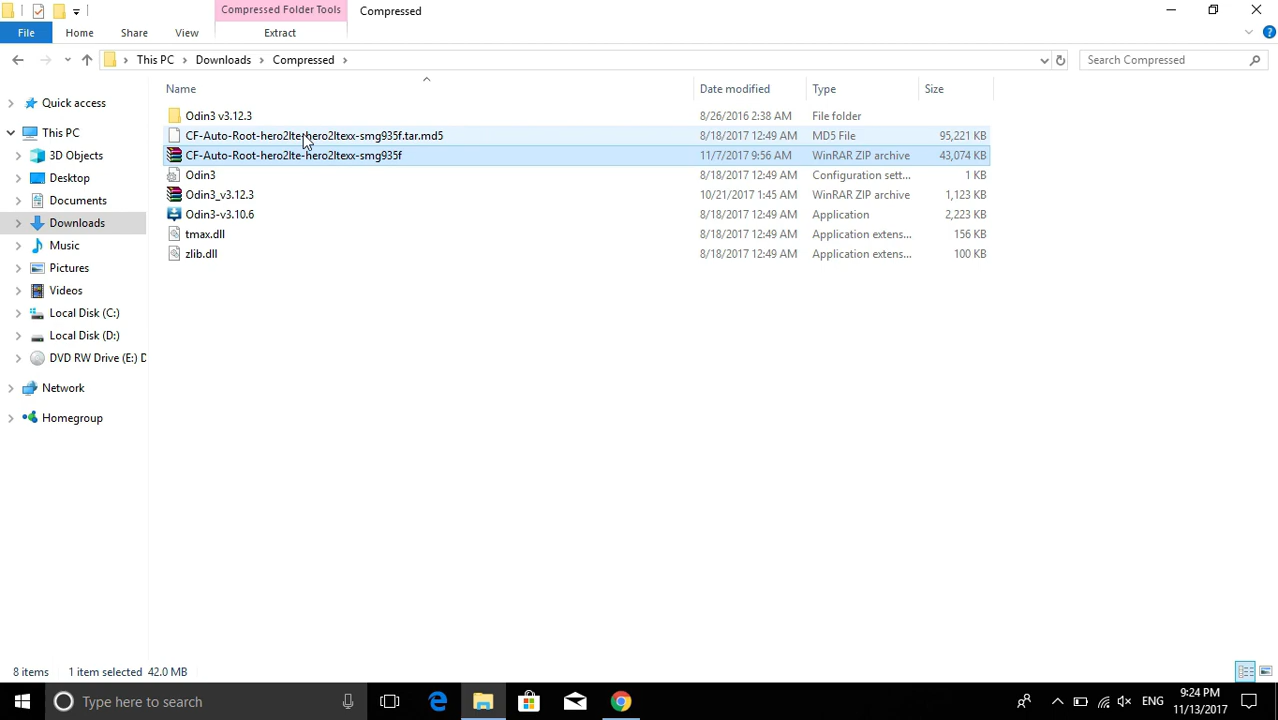 Compressed Folder Tools
Compressed
File
Home
Share
View
Extract
This PC
Downloads
Compressed
Search Compressed
Name
Date modified
Type
Size
Quick access
This PC
3D Objects
Desktop
Documents
Downloads
Music
Pictures
Videos
Local Disk (C:)
Local Disk (D:)
DVD RW Drive (E:) D
Network
Homegroup
Odin3 v3.12.3 8/26/2016 2:38 AM File folder
CF-Auto-Root-hero2lte-hero2ltexx-smg935f.tar.md5 8/18/2017 12:49 AM MD5 File 95,221 KB
CF-Auto-Root-hero2lte-hero2ltexx-smg935f 11/7/2017 9:56 AM WinRAR ZIP archive 43,074 KB
Odin3 8/18/2017 12:49 AM Configuration sett... 1 KB
Odin3_v3.12.3 10/21/2017 1:45 AM WinRAR ZIP archive 1,123 KB
Odin3-v3.10.6 8/18/2017 12:49 AM Application 2,223 KB
tmax.dll 8/18/2017 12:49 AM Application extens... 156 KB
zlib.dll 8/18/2017 12:49 AM Application extens... 100 KB
8 items 1 item selected 42.0 MB
Type here to search
ENG
9:24 PM
11/13/2017